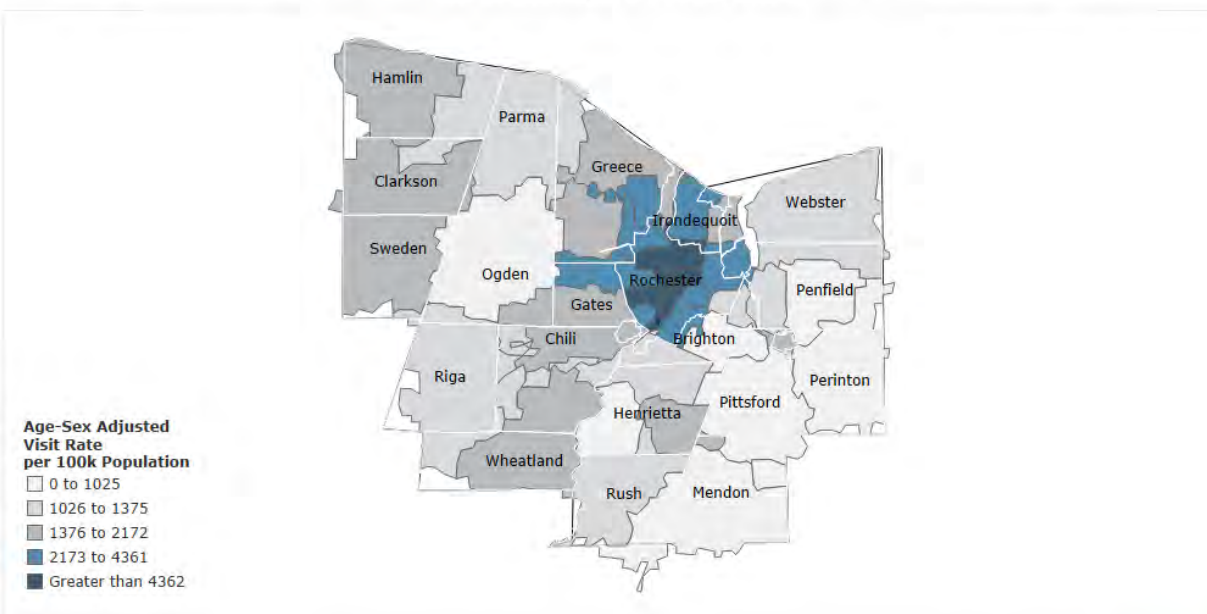 Hamlin
Parma
Greece
Clarkson
Webster
Irondequoit
Sweden
Ogden
Rochester
Penfield
Gates
Chili
Brighton
Riga
Perinton
Pittsford
Henrietta
Wheatland
Rush
Mendon
Age-Sex Adjusted
Visit Rate
per 100k Population
0 to 1025
1026 to 1375
1376 to 2172
2173 to 4361
Greater than 4362